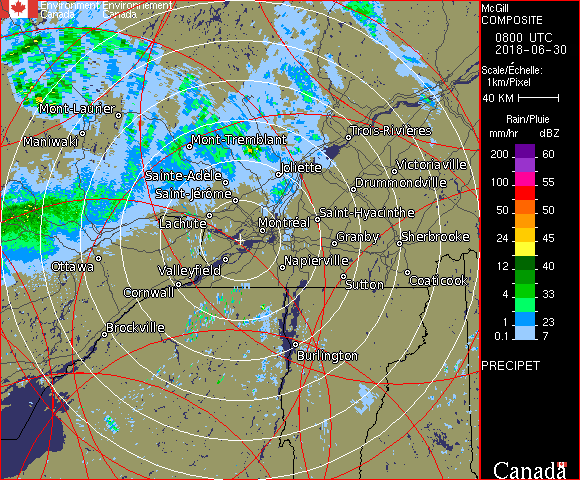 Environment Environnement
Canada Canada
McGill
COMPOSITE
0800 UTC
2018-06-30
Scale/Échelle:
1km/Pixel
40 KM
Rain/Pluie
mm/hr dBZ
200 60
150 57
100 55
50 50
24 45
12 40
4 33
1 23
0.1 7
PRECIPET
Canada
Mont-Laurier
Maniwaki
Mont-Tremblant
Trois-Rivières
Joliette
Victoriaville
Sainte-Adèle
Drummondville
Saint-Jérôme
Saint-Hyacinthe
Lachute
Montréal
Granby
Sherbrooke
Ottawa
Valleyfield
Napierville
Cornwall
Sutton
Coaticook
Brockville
Burlington